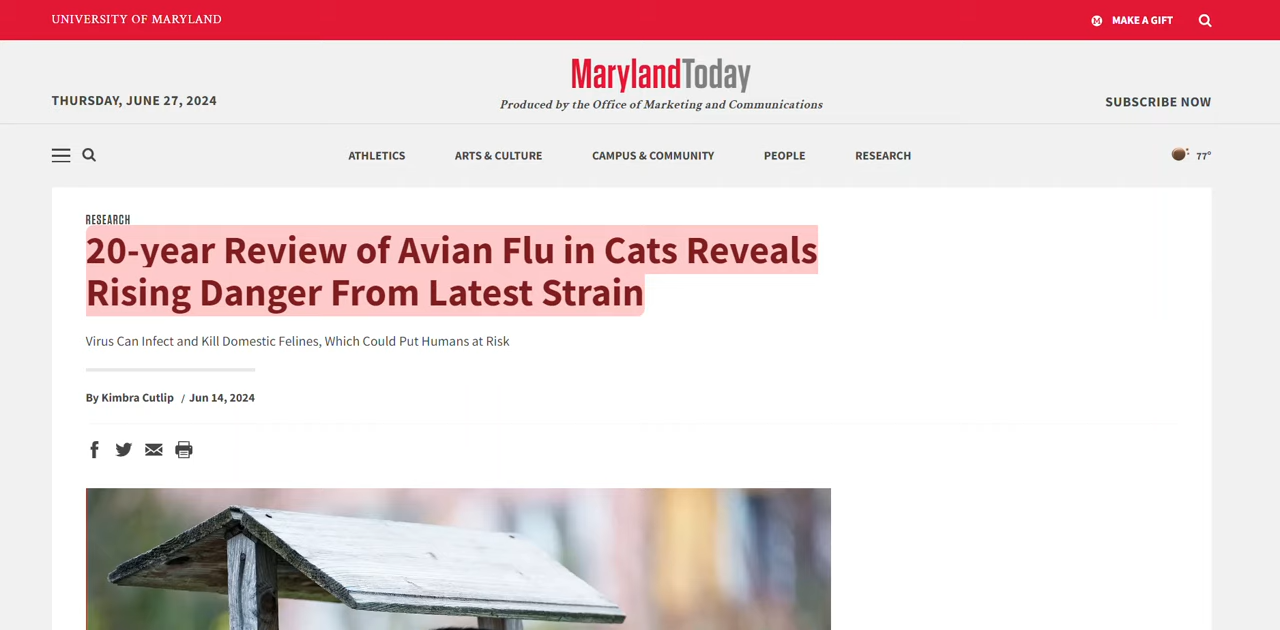 UNIVERSITY OF MARYLAND
MAKE A GIFT
MarylandToday
THURSDAY, JUNE 27, 2024
Produced by the Office of Marketing and Communications
SUBSCRIBE NOW
ATHLETICS
ARTS & CULTURE
CAMPUS & COMMUNITY
PEOPLE
RESEARCH
77°
RESEARCH
20-year Review of Avian Flu in Cats Reveals
Rising Danger From Latest Strain
Virus Can Infect and Kill Domestic Felines, Which Could Put Humans at Risk
By Kimbra Cutlip / Jun 14, 2024